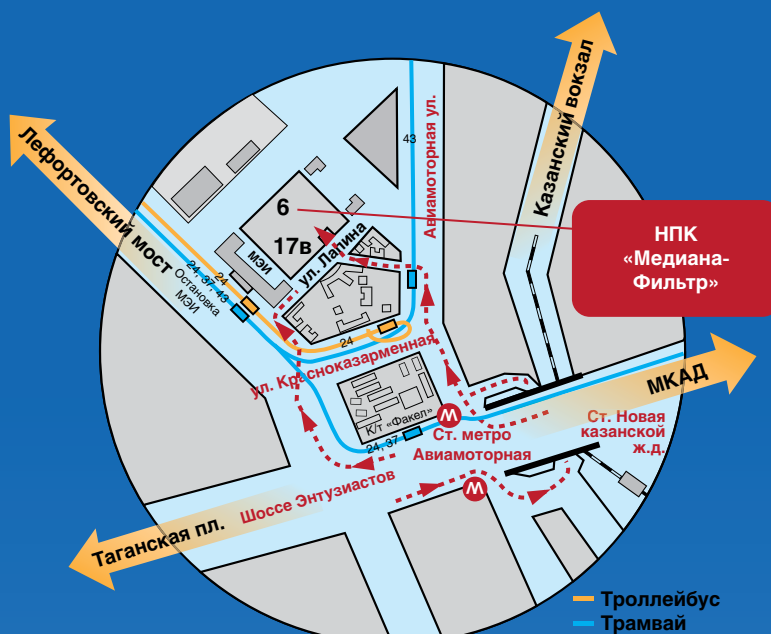 Лефортовский мост
Казанский вокзал
Авиамоторная ул.
43
6
17в
МЭИ
ул. Лапина
НПК
«Медиана-
Фильтр»
24
24, 37, 43
Остановка
МЭИ
24
ул. Красноказарменная
К/т «Факел»
24, 37
М
Ст. метро
Авиамоторная
МКАД
Ст. Новая
казанской
ж.д.
М
Шоссе Энтузиастов
Таганская пл.
Троллейбус
Трамвай